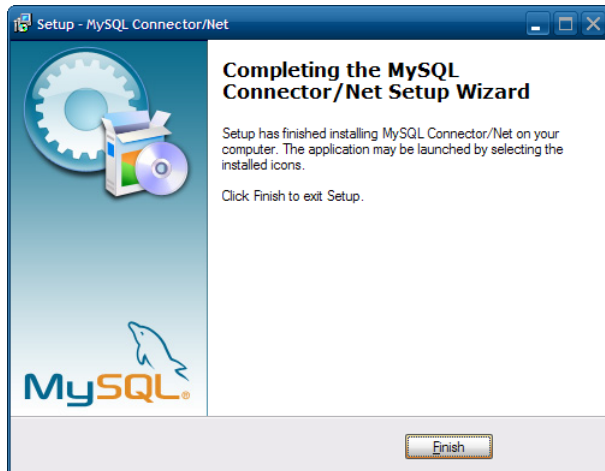 Setup - MySQL Connector/Net
Completing the MySQL
Connector/Net Setup Wizard
Setup has finished installing MySQL Connector/Net on your
computer. The application may be launched by selecting the
installed icons.
Click Finish to exit Setup.
MySQL®
Finish